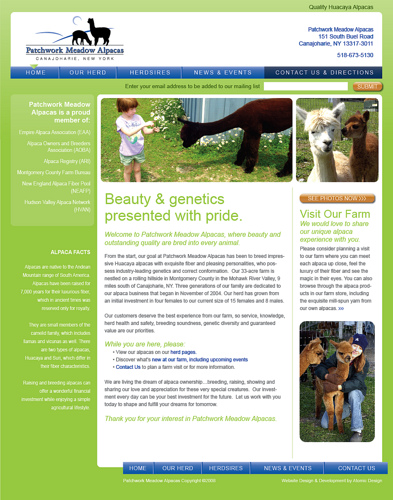 Quality Huacaya Alpacas
Patchwork Meadow Alpacas
CANAJOHARIE, NEW YORK
Patchwork Meadow Alpacas
151 South Buel Road
Canajoharie, NY 13317-3011
518-673-5130
HOME OUR HERD HERDSIRES NEWS & EVENTS CONTACT US & DIRECTIONS
Enter your email address to be added to our mailing list
SUBMIT
Patchwork Meadow
Alpacas is a proud
member of:
Empire Alpaca Association (EAA)
Alpaca Owners and Breeders
Association (AOBA)
Alpaca Registry (ARI)
Montgomery County Farm Bureau
New England Alpaca Fiber Pool
(NEAFP)
Hudson Valley Alpaca Network
(HVAN)
ALPACA FACTS
Alpacas are native to the Andean
Mountain range of South America.
Alpacas have been raised for
7,000 years for their luxurious fiber,
which in ancient times was
reserved only for royalty.
They are small members of the
camelid family, which includes
llamas and vicunas as well. There
are two types of alpacas,
Huacaya and Suri, which differ in
their fiber characteristics.
Raising and breeding alpacas can
offer a wonderful financial
investment while enjoying a simple
agricultural lifestyle.
Beauty & genetics
presented with pride.
Welcome to Patchwork Meadow Alpacas, where beauty and
outstanding quality are bred into every animal.
From the start, our goal at Patchwork Meadow Alpacas has been to breed impres-
sive Huacaya alpacas with exquisite fiber and pleasing personalities, who pos-
sess industry-leading genetics and correct conformation. Our 33-acre farm is
nestled on a rolling hillside in Montgomery County in the Mohawk River Valley, 9
miles south of Canajoharie, NY. Three generations of our family are dedicated to
our alpaca business that began in November of 2004. Our herd has grown from
an initial investment in four females to our current size of 15 females and 8 males.
Our customers deserve the best experience from our farm, so service, knowledge,
herd health and safety, breeding soundness, genetic diversity and guaranteed
value are our priorities.
While you are here, please:
• View our alpacas on our herd pages.
• Discover what's new at our farm, including upcoming events
• Contact Us to plan a farm visit or for more information.
We are living the dream of alpaca ownership...breeding, raising, showing and
sharing our love and appreciation for these very special creatures. Our invest-
ment every day can be your best investment for the future. Let us work with you
today to shape and fulfill your dreams for tomorrow.
Thank you for your interest in Patchwork Meadow Alpacas.
SEE PHOTOS NOW
Visit Our Farm
We would love to share
our unique alpaca
experience with you.
Please consider planning a visit
to our farm where you can meet
each alpaca up close, feel the
luxury of their fiber and see the
magic in their eyes. You can also
browse through the alpaca prod-
ucts in our farm store, including
the exquisite mill-spun yarn from
our own alpacas. >>
HOME OUR HERD HERDSIRES NEWS & EVENTS CONTACT US
Patchwork Meadow Alpacas Copyright ©2009 Website Design & Development by Allonic Design